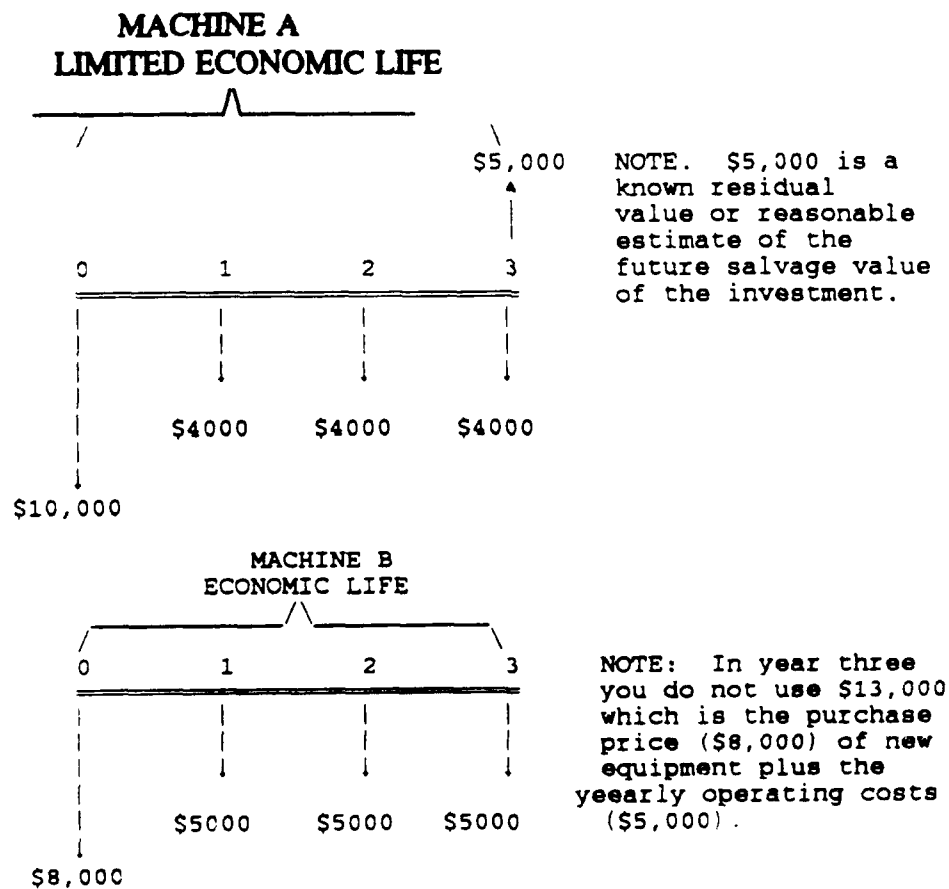 MACHINE A
LIMITED ECONOMIC LIFE
$5,000
NOTE. $5,000 is a
known residual
value or reasonable
estimate of the
future salvage value
of the investment.
0 1 2 3
$4000 $4000 $4000
$10,000
MACHINE B
ECONOMIC LIFE
0 1 2 3
NOTE: In year three
you do not use $13,000
which is the purchase
price ($8,000) of new
equipment plus the
yeearly operating costs
($5,000).
$5000 $5000 $5000
$8,000